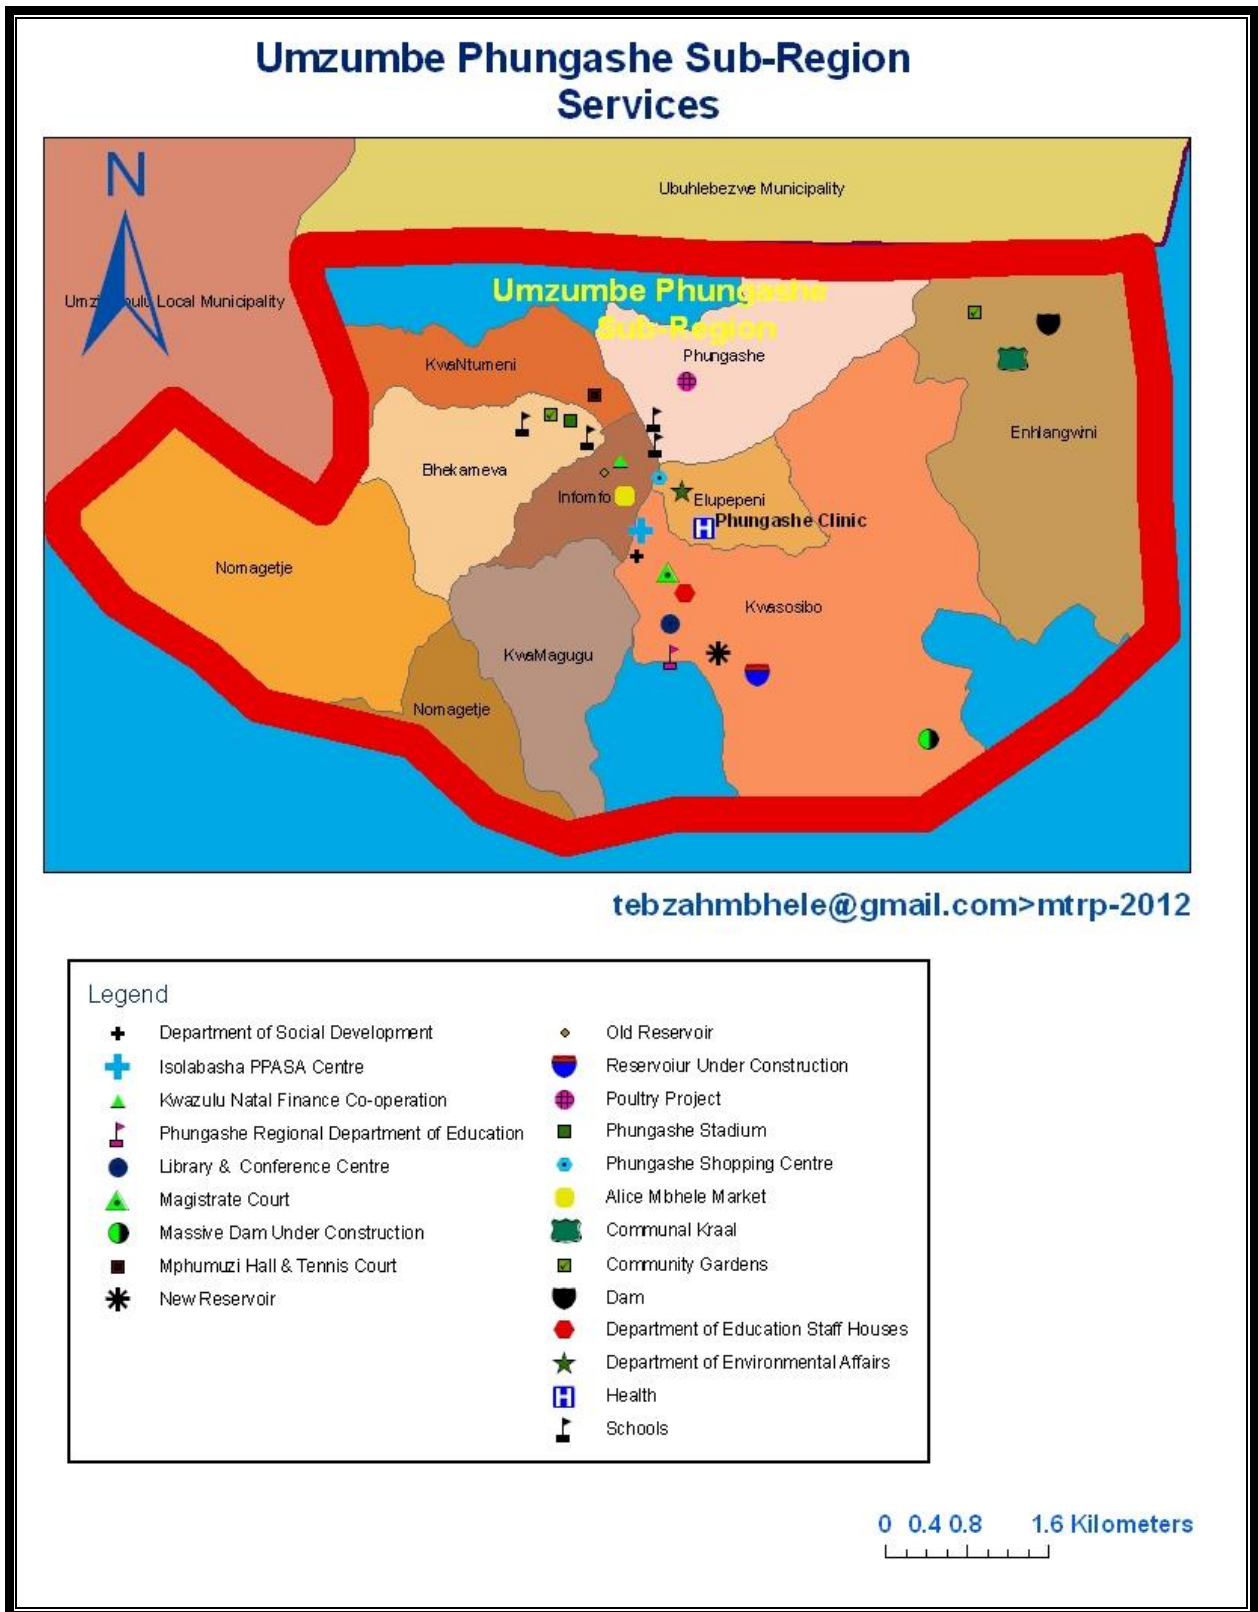 Umzumbe Phungashe Sub-Region
Services
N
Ubuhlebezwe Municipality
Local Municipality
Umzumbe Phungashe
Sub-Region
Phungashe
KwaNtumeni
Enhlangwini
Bhekameva
Infomfo
Elupepeni
Phungashe Clinic
Nomagetje
Kwasosibo
KwaMagugu
Nomagetje
tebzahmbhele@gmail.com>mtrp-2012
Legend
Department of Social Development
Isolabasha PPASA Centre
Kwazulu Natal Finance Co-operation
Phungashe Regional Department of Education
Library & Conference Centre
Magistrate Court
Massive Dam Under Construction
Mphumuzi Hall & Tennis Court
New Reservoir
Old Reservoir
Reservoiur Under Construction
Poultry Project
Phungashe Stadium
Phungashe Shopping Centre
Alice Mbhele Market
Communal Kraal
Community Gardens
Dam
Department of Education Staff Houses
Department of Environmental Affairs
H Health
Schools
0 0.4 0.8 1.6 Kilometers